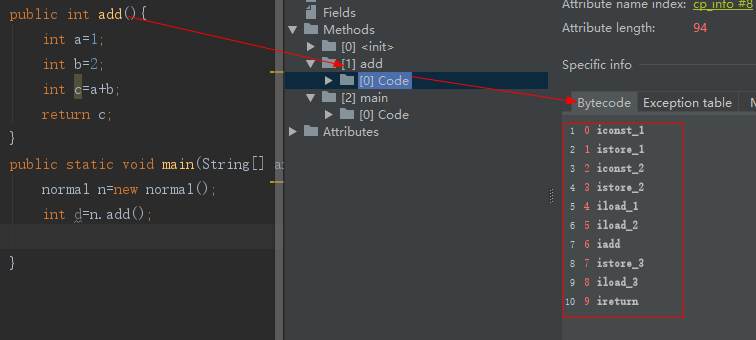 public int add(){
int a=1;
int b=2;
int c=a+b;
return c;
}
public static void main(String[]
normal n=new normal();
int d=n.add();
}
Fields
Methods
[0] <init>
[1] add
[0] Code
[2] main
[0] Code
Attributes
Attribute name index: cp_info #8
Attribute length: 94
Specific info
Bytecode Exception table M
1 0 iconst_1
2 1 istore_1
3 2 iconst_2
4 3 istore_2
5 4 iload_1
6 5 iload_2
7 6 iadd
8 7 istore_3
9 8 iload_3
10 9 ireturn